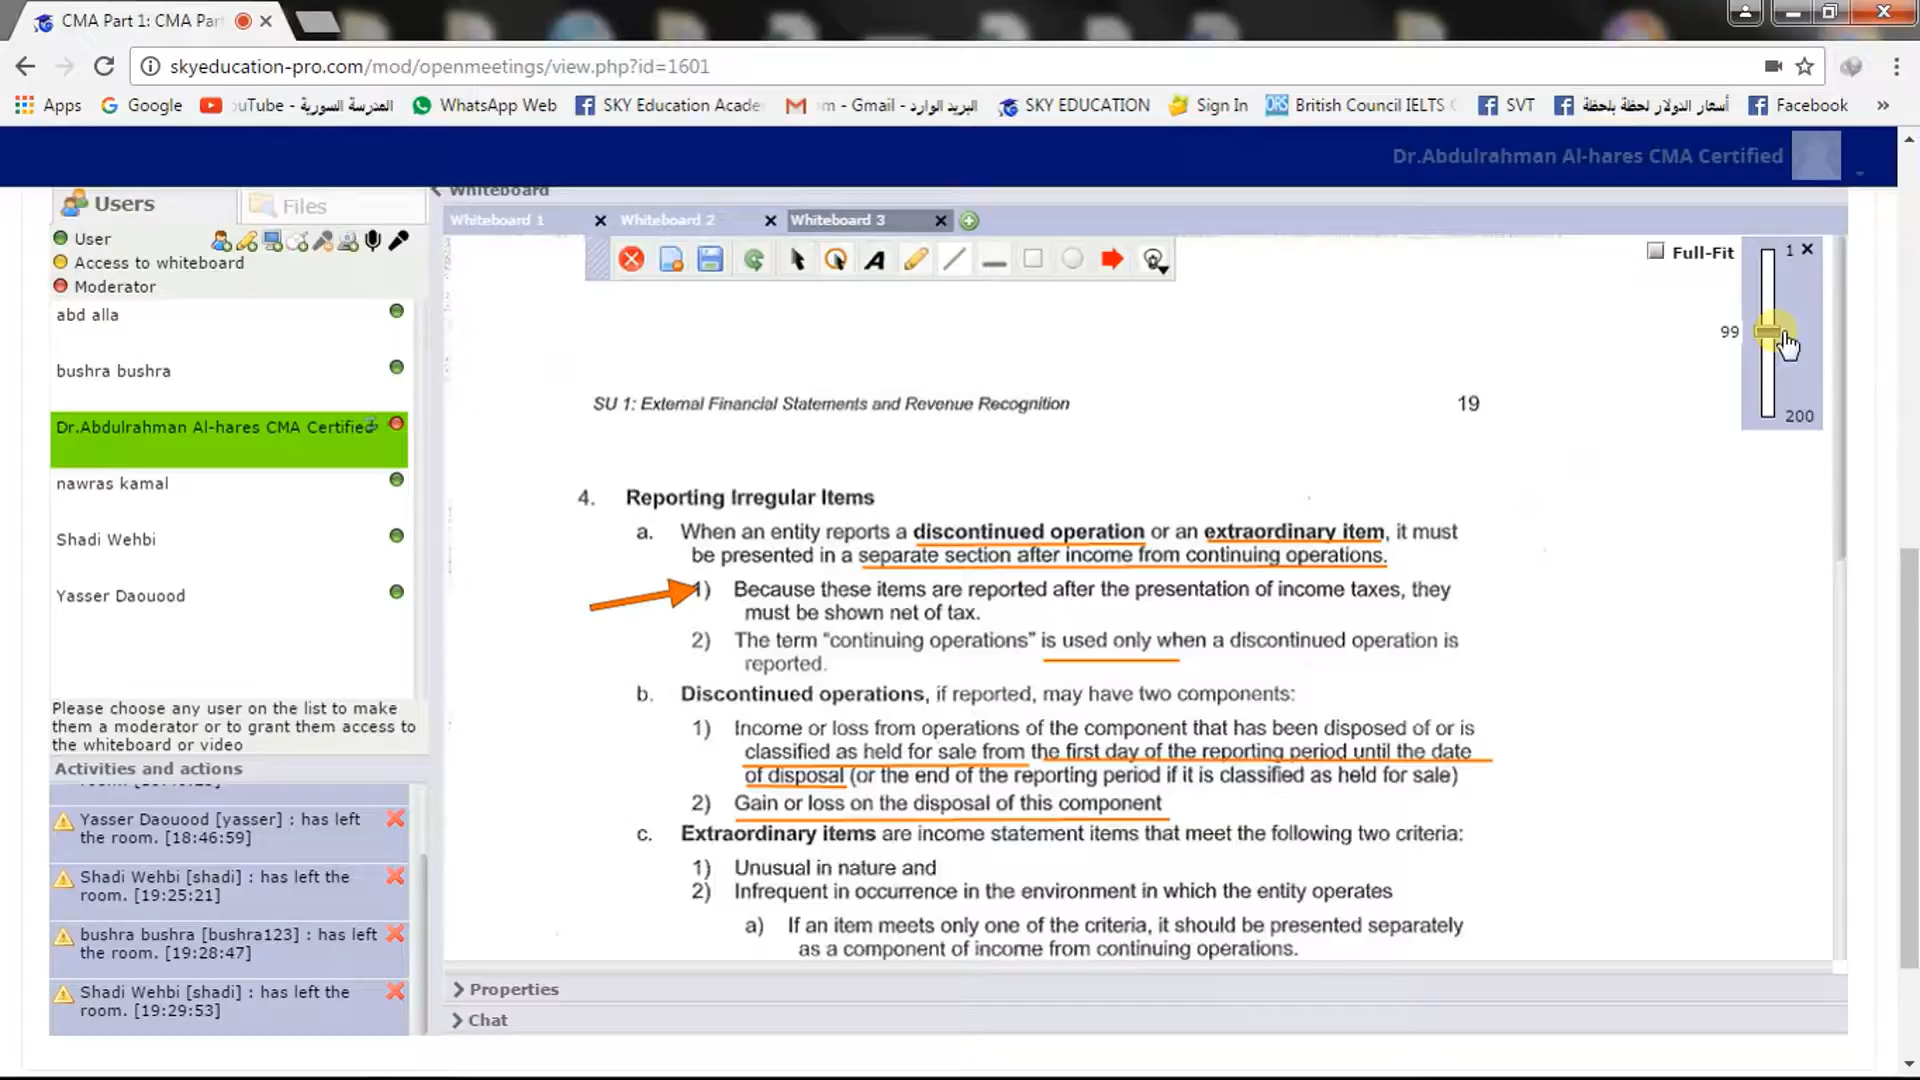 CMA Part 1: CMA Par
skyeducation-pro.com/mod/openmeetings/view.php?id=1601
Apps Google ouTube - المدرسة السورية WhatsApp Web SKY Education Acade m - Gmail - البريد الوارد SKY EDUCATION Sign In British Council IELTS SVT أسعار الدولار لحظة بلحظة Facebook »
Dr.Abdulrahman Al-hares CMA Certified
Whiteboard
Users Files
Whiteboard 1 Whiteboard 2 Whiteboard 3
User
Access to whiteboard
Moderator
Full-Fit 1
99
200
abd alla
bushra bushra
Dr.Abdulrahman Al-hares CMA Certified
nawras kamal
Shadi Wehbi
Yasser Daouood
Please choose any user on the list to make
them a moderator or to grant them access to
the whiteboard or video
Activities and actions
Yasser Daouood [yasser] : has left
the room. [18:46:59]
Shadi Wehbi [shadi] : has left the
room. [19:25:21]
bushra bushra [bushra123] : has left
the room. [19:28:47]
Shadi Wehbi [shadi] : has left the
room. [19:29:53]
SU 1: External Financial Statements and Revenue Recognition 19
4. Reporting Irregular Items
a. When an entity reports a discontinued operation or an extraordinary item, it must
be presented in a separate section after income from continuing operations.
1) Because these items are reported after the presentation of income taxes, they
must be shown net of tax.
2) The term “continuing operations” is used only when a discontinued operation is
reported.
b. Discontinued operations, if reported, may have two components:
1) Income or loss from operations of the component that has been disposed of or is
classified as held for sale from the first day of the reporting period until the date
of disposal (or the end of the reporting period if it is classified as held for sale)
2) Gain or loss on the disposal of this component
c. Extraordinary items are income statement items that meet the following two criteria:
1) Unusual in nature and
2) Infrequent in occurrence in the environment in which the entity operates
a) If an item meets only one of the criteria, it should be presented separately
as a component of income from continuing operations.
Properties
Chat